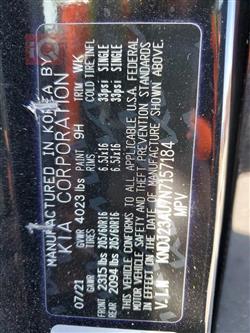 MANUFACTURED IN KOREA BY
KIA CORPORATION
07/21 GVWR 4023 lbs PAINT 9H TRIM WK
GAWR TIRES RIMS COLD TIRE INFL
FRONT 2315 lbs 205/60R16 6.5Jx16 33psi SINGLE
REAR 2094 lbs 205/60R16 6.5Jx16 33psi SINGLE
THIS VEHICLE CONFORMS TO ALL APPLICABLE U.S.A. FEDERAL
MOTOR VEHICLE SAFETY AND THEFT PREVENTION STANDARDS
IN EFFECT ON THE DATE OF MANUFACTURE SHOWN ABOVE.
V.I.N KNDJ23AU7N7157184
MPV